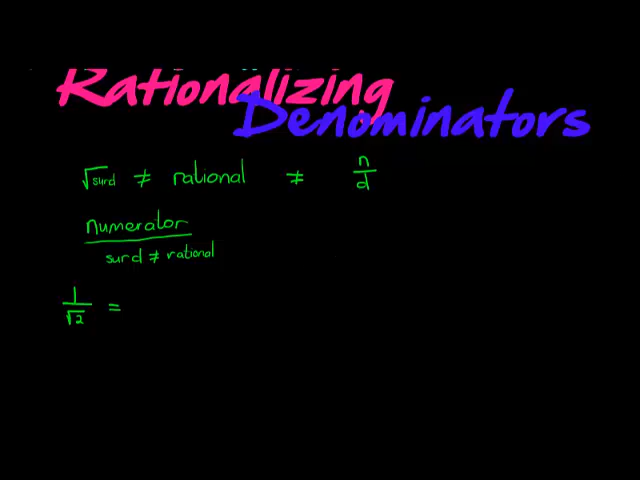 Rationalizing
Denominators
√surd ≠ rational ≠ n/d
numerator
surd ≠ rational
1/√2 =